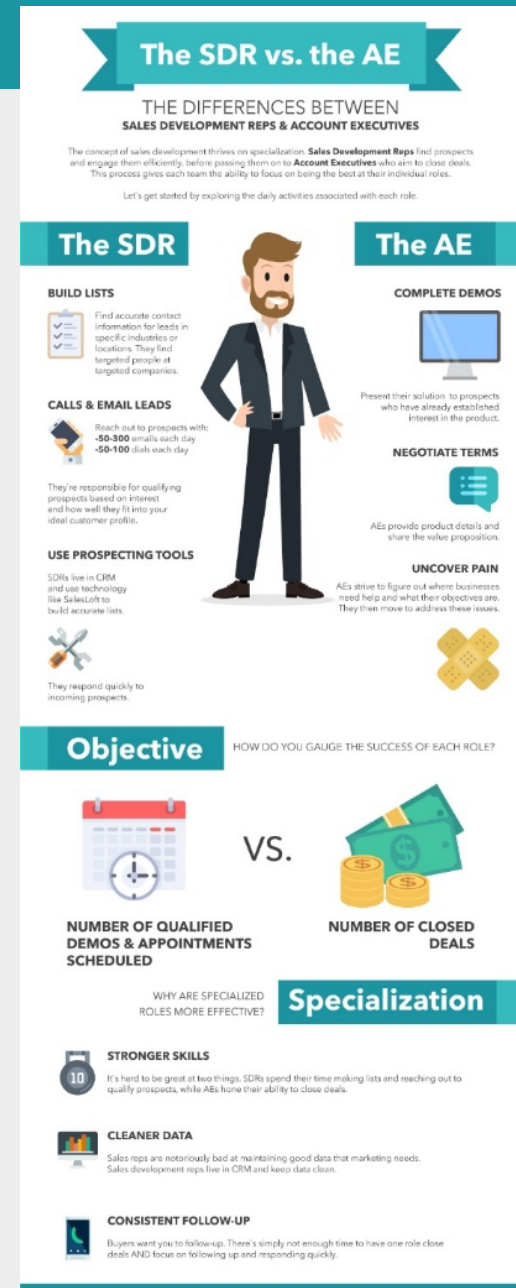 The SDR vs. the AE
THE DIFFERENCES BETWEEN
SALES DEVELOPMENT REPS & ACCOUNT EXECUTIVES
The concept of sales development thrives on specialization. Sales Development Reps find prospects
and engage them efficiently, before passing them on to Account Executives who aim to close deals.
This process gives each team the ability to focus on being the best at their individual roles.
Let's get started by exploring the daily activities associated with each role.
The SDR
BUILD LISTS
Find accurate contact
information for leads in
specific industries or
locations. They find
targeted people at
targeted companies.
CALLS & EMAIL LEADS
Reach out to prospects with:
-50-300 emails each day
-50-100 dials each day
They're responsible for qualifying
prospects based on interest
and how well they fit into your
ideal customer profile.
USE PROSPECTING TOOLS
SDRs live in CRM
and use technology
like SalesLoft to
build accurate lists.
They respond quickly to
incoming prospects.
The AE
COMPLETE DEMOS
Present their solution to prospects
who have already established
interest in the product.
NEGOTIATE TERMS
AEs provide product details and
share the value proposition.
UNCOVER PAIN
AEs strive to figure out where businesses
need help and what their objectives are.
They then move to address these issues.
Objective
HOW DO YOU GAUGE THE SUCCESS OF EACH ROLE?
VS.
$
$
$
NUMBER OF QUALIFIED
DEMOS & APPOINTMENTS
SCHEDULED
NUMBER OF CLOSED
DEALS
WHY ARE SPECIALIZED
ROLES MORE EFFECTIVE?
Specialization
10
STRONGER SKILLS
It's hard to be great at two things. SDRs spend their time making lists and reaching out to
qualify prospects, while AEs hone their ability to close deals.
CLEANER DATA
Sales reps are notoriously bad at maintaining good data that marketing needs.
Sales development reps live in CRM and keep data clean.
CONSISTENT FOLLOW-UP
Buyers want you to follow-up. There's simply not enough time to have one role close
deals AND focus on following up and responding quickly.